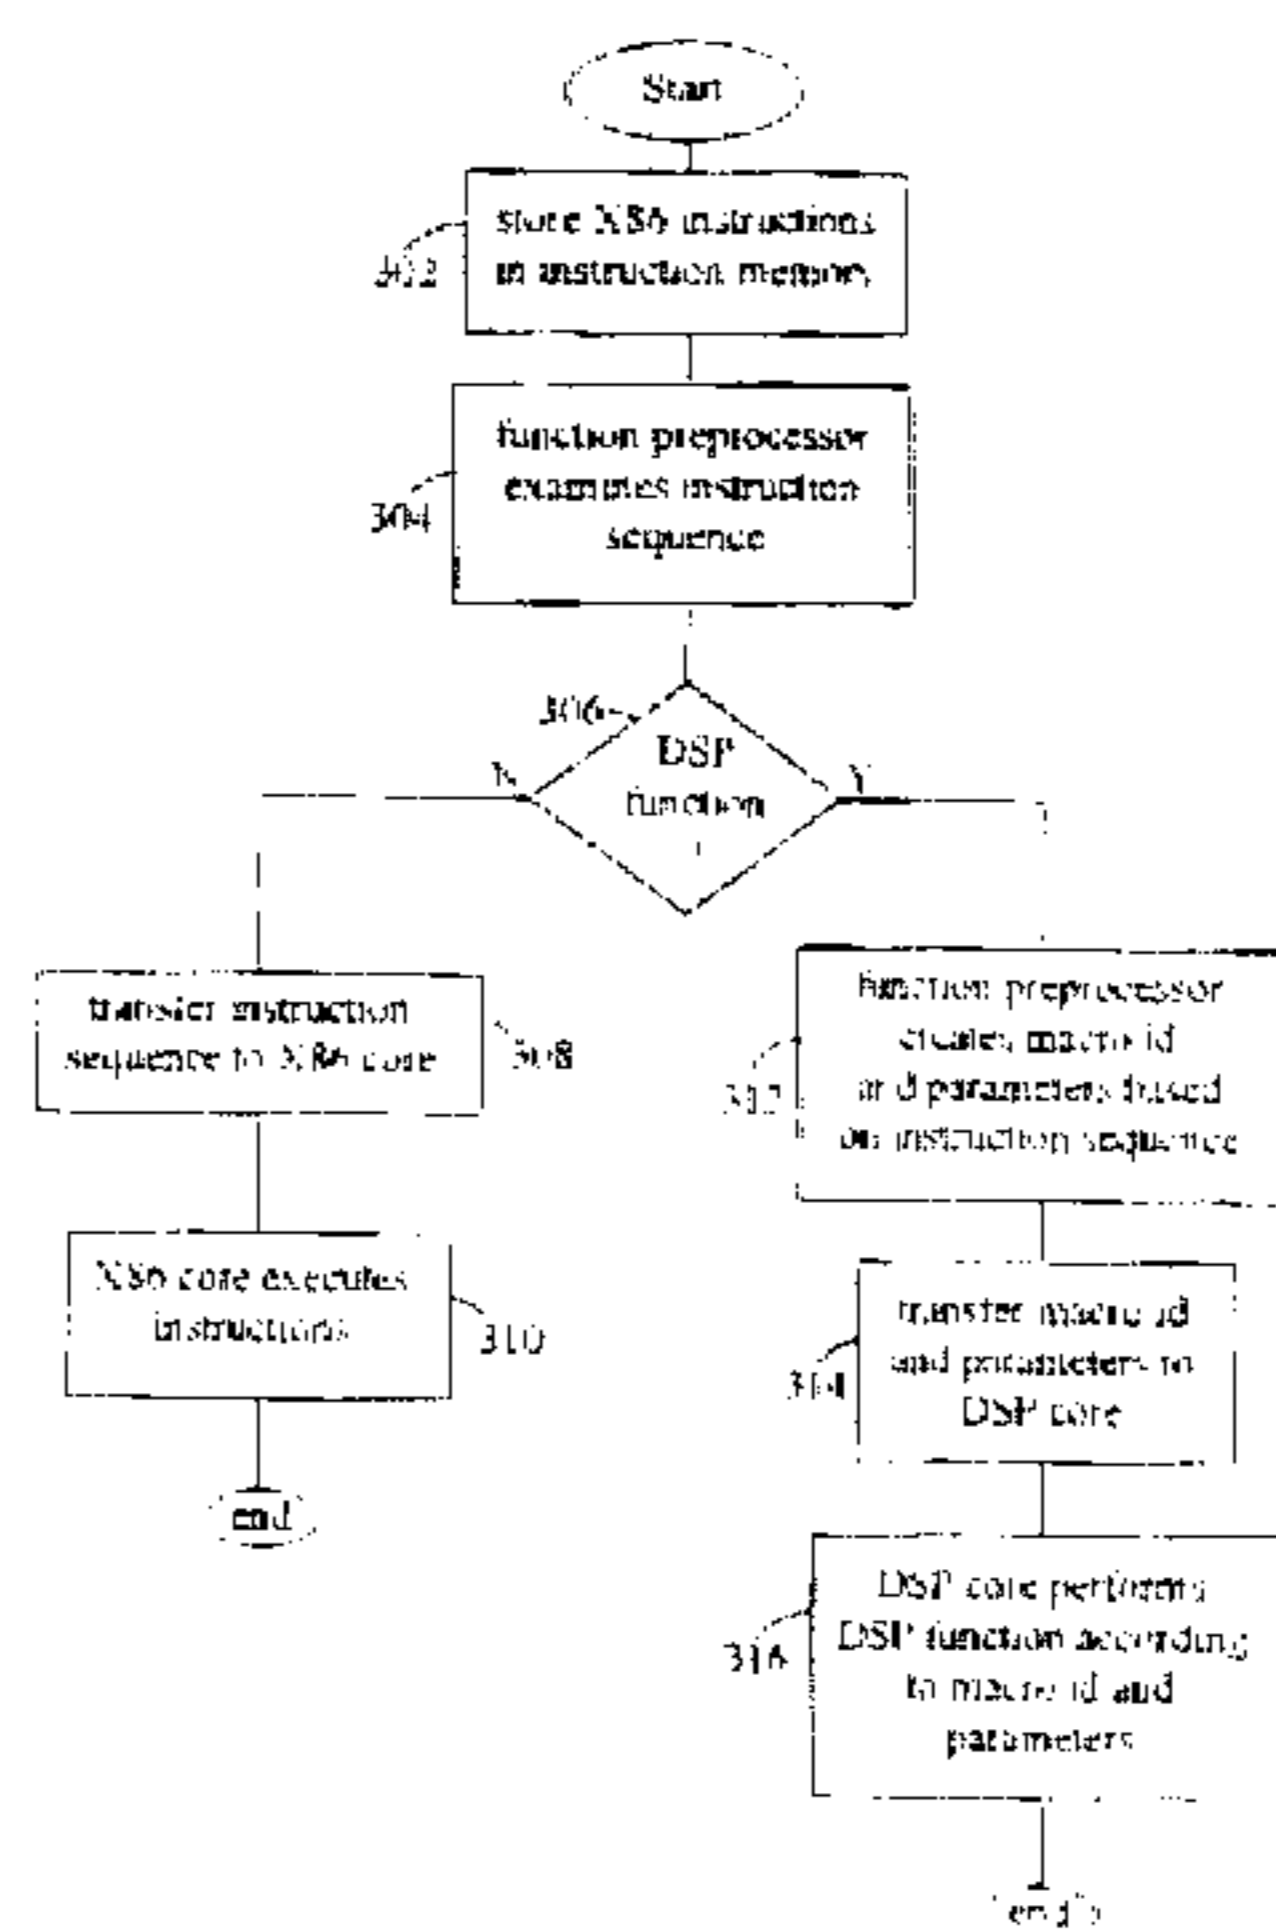 Start
store X86 instructions
in instruction memory
302
function preprocessor
examines instruction
sequence
304
306
DSP
function
N
Y
transfer instruction
sequence to X86 core
308
X86 core executes
instructions
310
end
function preprocessor
creates macro id
and parameters based
on instruction sequence
312
transfer macro id
and parameters to
DSP core
314
DSP core performs
DSP function according
to macro id and
parameters
316
end